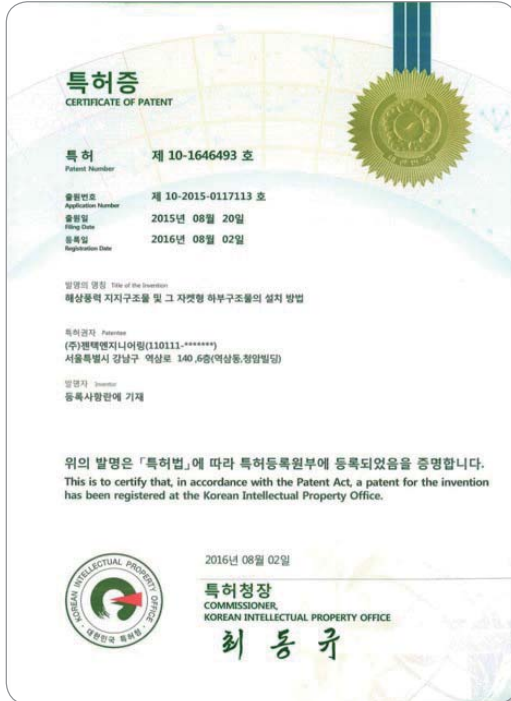 특허증
CERTIFICATE OF PATENT
특 허 제 10-1646493 호
Patent Number
출원번호 제 10-2015-0117113 호
Application Number
출원일 2015년 08월 20일
Filing Date
등록일 2016년 08월 02일
Registration Date
발명의 명칭 Title of the Invention
해상풍력 지지구조물 및 그 자켓형 하부구조물의 설치 방법
특허권자 Patentee
(주)팬택엔지니어링(110111-*******)
서울특별시 강남구 역삼로 140 ,6층(역삼동,청암빌딩)
발명자 Inventor
등록사항란에 기재
위의 발명은 「특허법」에 따라 특허등록원부에 등록되었음을 증명합니다.
This is to certify that, in accordance with the Patent Act, a patent for the invention
has been registered at the Korean Intellectual Property Office.
2016년 08월 02일
특허청장
COMMISSIONER,
KOREAN INTELLECTUAL PROPERTY OFFICE
최 동 규
KOREAN INTELLECTUAL PROPERTY OFFICE
대한민국 특허청